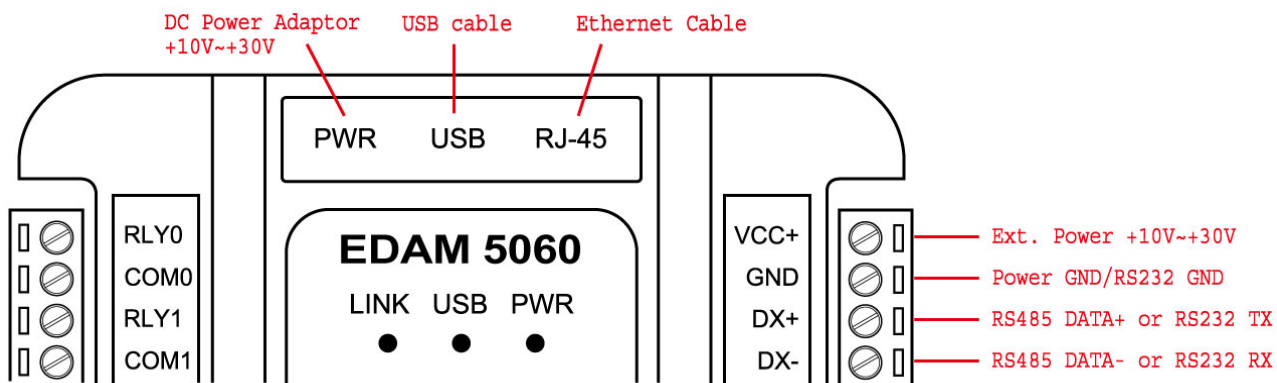 DC Power Adaptor
+10V~+30V
USB cable
Ethernet Cable
PWR USB RJ-45
EDAM 5060
LINK USB PWR
RLY0
COM0
RLY1
COM1
VCC+
GND
DX+
DX-
Ext. Power +10V~+30V
Power GND/RS232 GND
RS485 DATA+ or RS232 TX
RS485 DATA- or RS232 RX